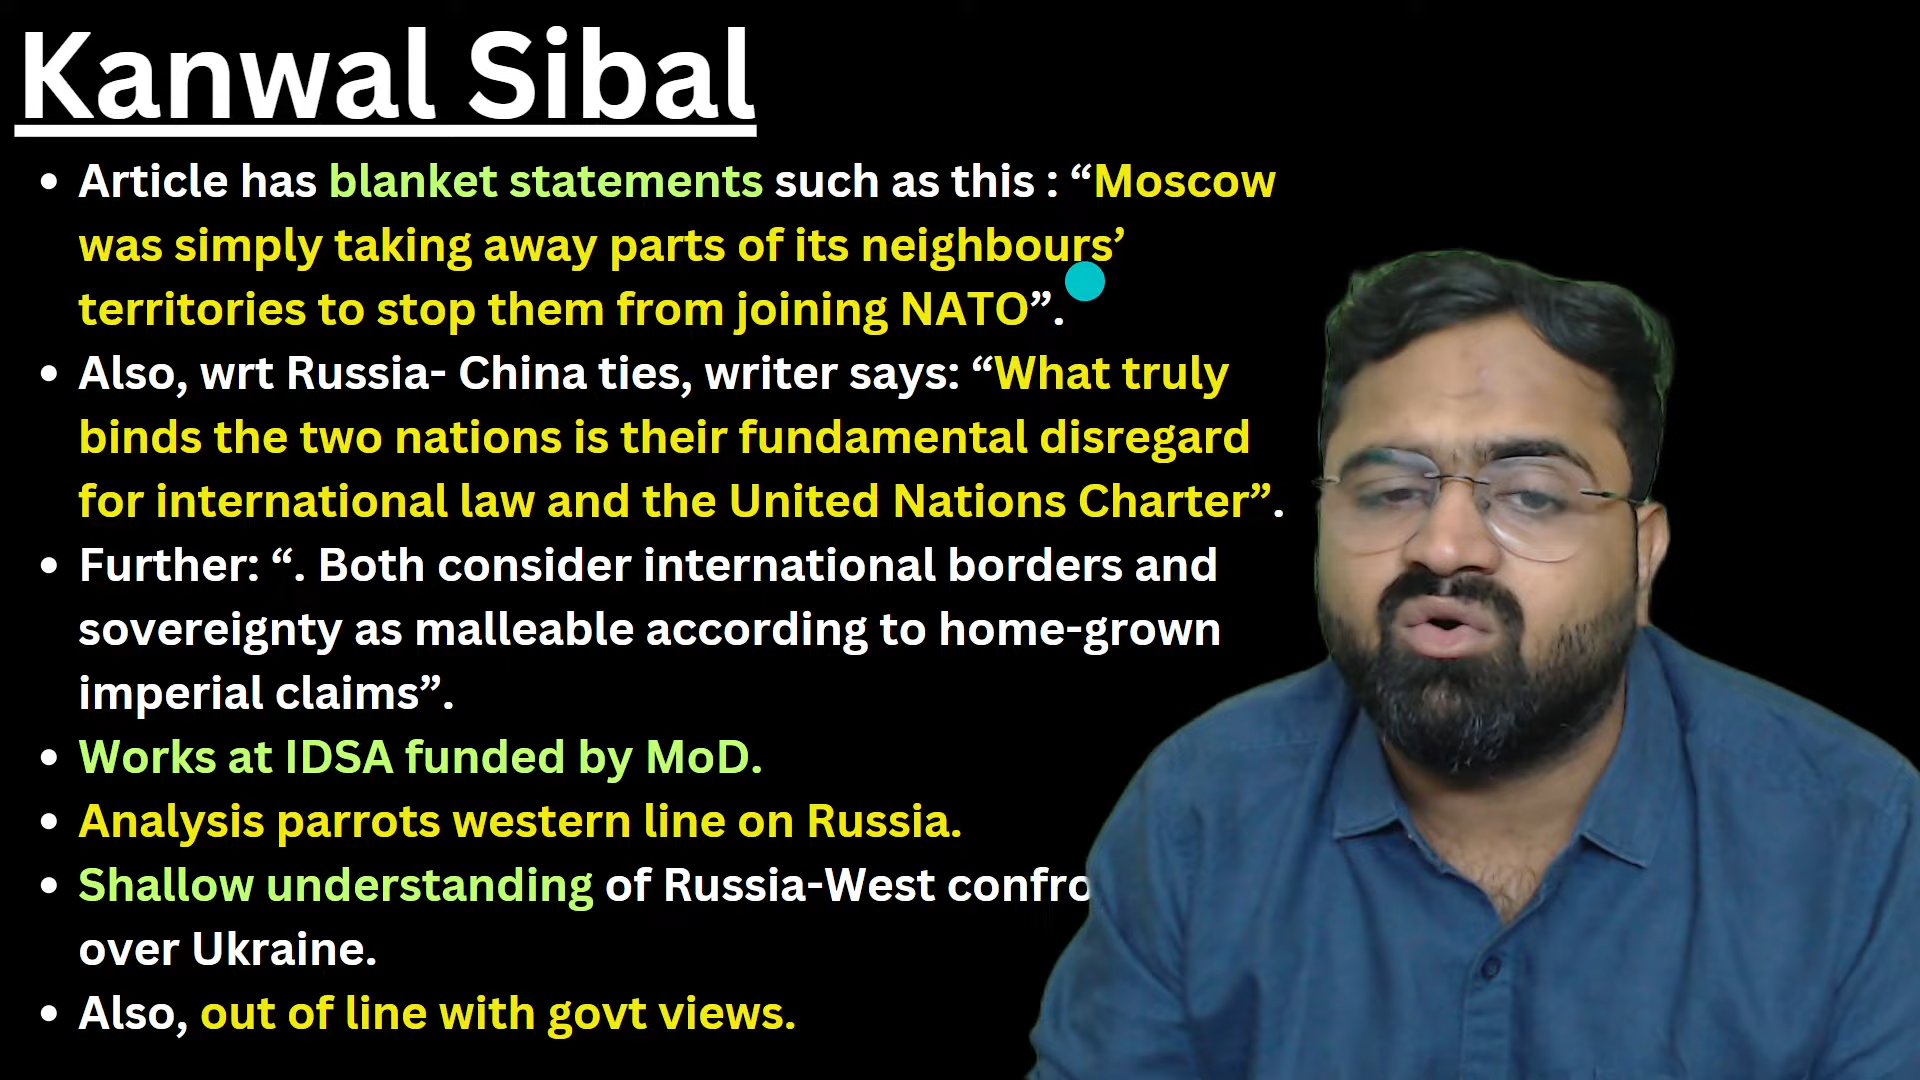 Kanwal Sibal
• Article has blanket statements such as this : “Moscow
was simply taking away parts of its neighbours’
territories to stop them from joining NATO”.
• Also, wrt Russia- China ties, writer says: “What truly
binds the two nations is their fundamental disregard
for international law and the United Nations Charter”.
• Further: “. Both consider international borders and
sovereignty as malleable according to home-grown
imperial claims”.
• Works at IDSA funded by MoD.
• Analysis parrots western line on Russia.
• Shallow understanding of Russia-West confro
over Ukraine.
• Also, out of line with govt views.